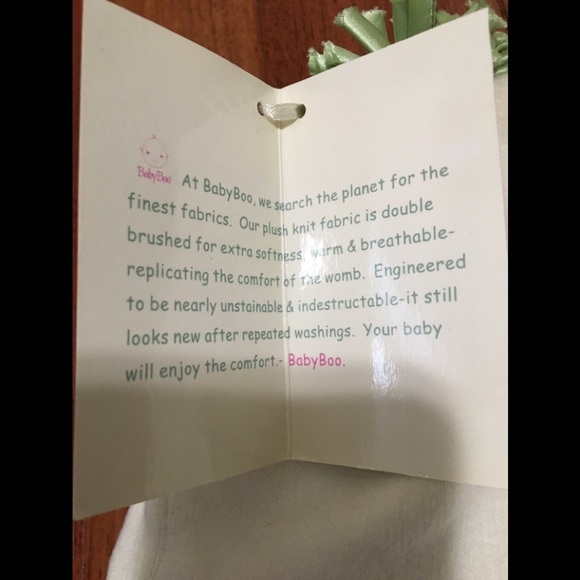 BabyBoo
At BabyBoo, we search the planet for the
finest fabrics. Our plush knit fabric is double
brushed for extra softness, warm & breathable-
replicating the comfort of the womb. Engineered
to be nearly unstainable & indestructable-it still
looks new after repeated washings. Your baby
will enjoy the comfort.- BabyBoo.